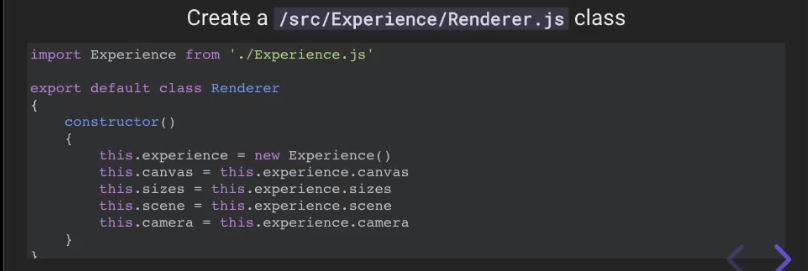 Create a /src/Experience/Renderer.js class
import Experience from './Experience.js'
export default class Renderer
{
constructor()
{
this.experience = new Experience()
this.canvas = this.experience.canvas
this.sizes = this.experience.sizes
this.scene = this.experience.scene
this.camera = this.experience.camera
}
}